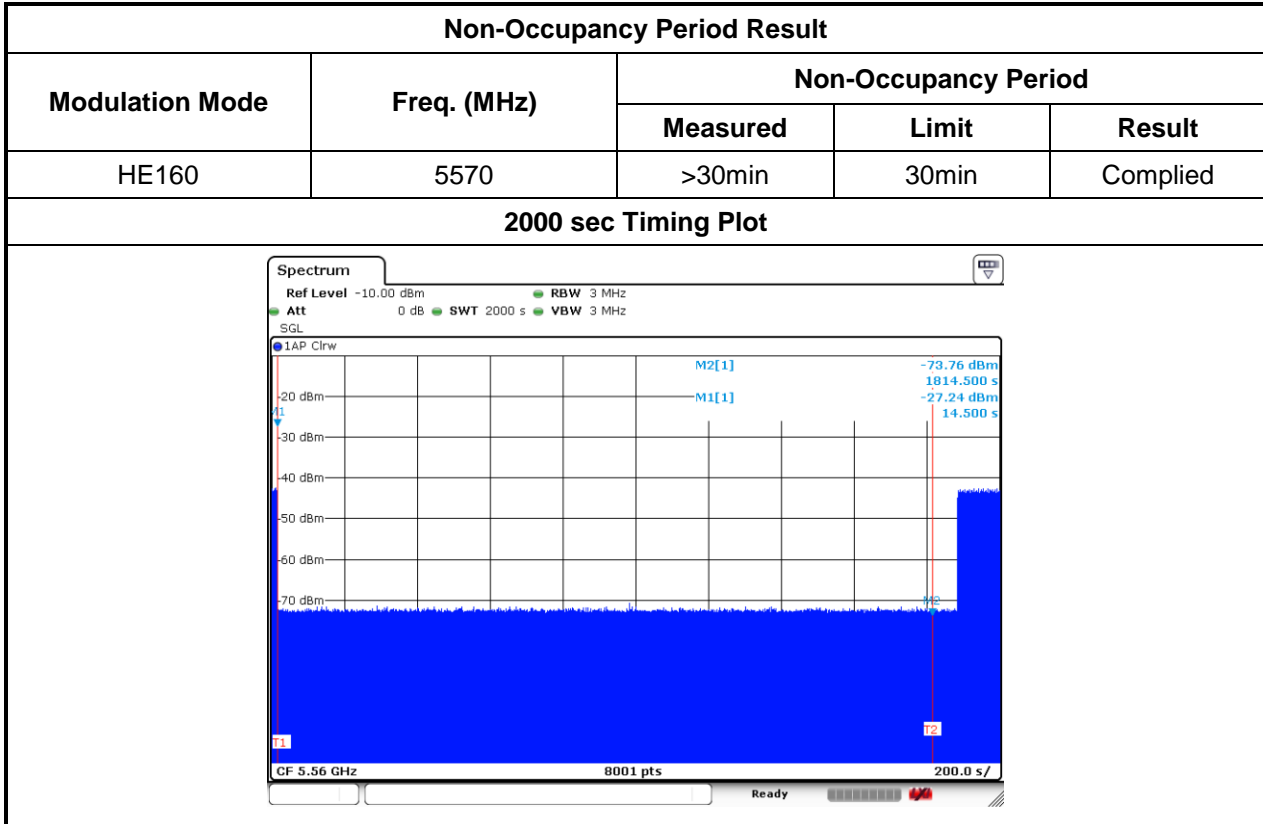 Non-Occupancy Period Result
Modulation Mode Freq. (MHz) Non-Occupancy Period
Measured Limit Result
HE160 5570 >30min 30min Complied
2000 sec Timing Plot
Spectrum
Ref Level -10.00 dBm RBW 3 MHz
Att 0 dB SWT 2000 s VBW 3 MHz
SGL
1AP Clrw
M2[1] -73.76 dBm
1814.500 s
-20 dBm M1[1] -27.24 dBm
M1 14.500 s
-30 dBm
-40 dBm
-50 dBm
-60 dBm
-70 dBm
M2
T2
T1
CF 5.56 GHz 8001 pts 200.0 s/
Ready